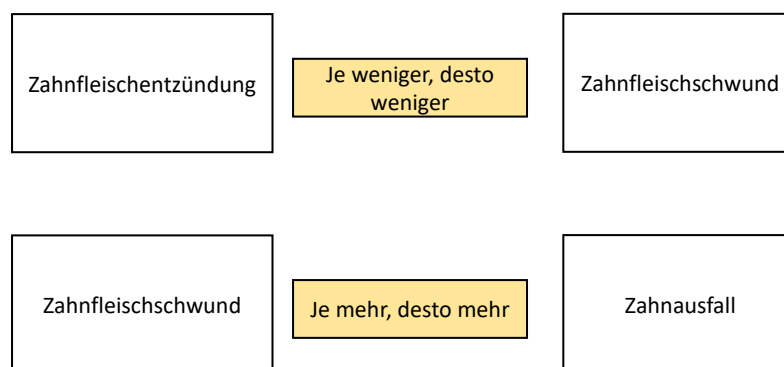 Zahnfleischentzündung
Je weniger, desto
weniger
Zahnfleischschwund
Zahnfleischschwund
Je mehr, desto mehr
Zahnausfall